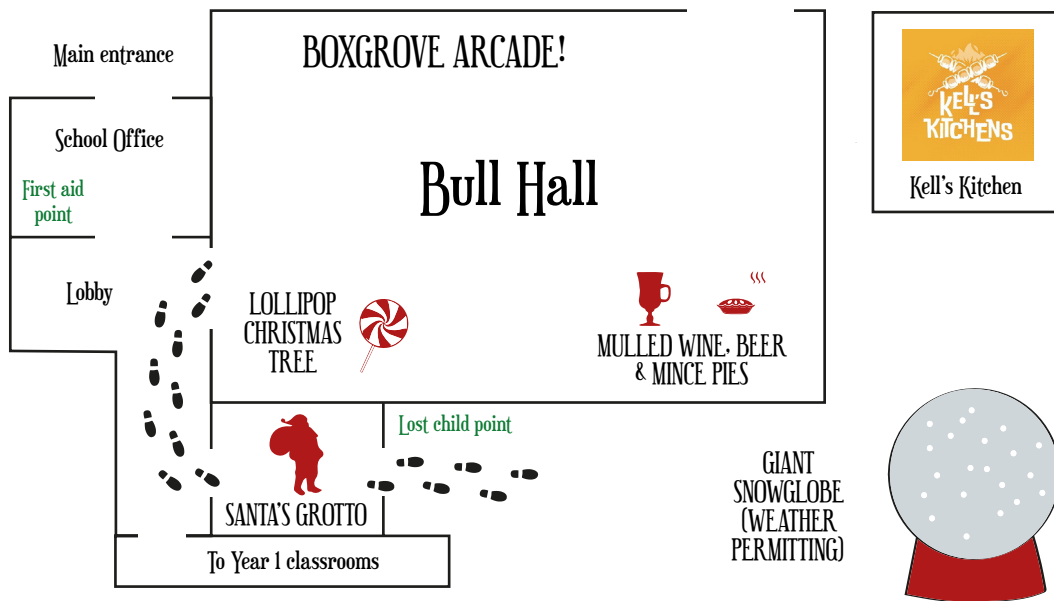 Main entrance
BOXGROVE ARCADE!
School Office
First aid
point
Lobby
Bull Hall
KELL'S
KITCHENS
Kell's Kitchen
LOLLIPOP
CHRISTMAS
TREE
MULLED WINE, BEER
& MINCE PIES
Lost child point
SANTA'S GROTTO
GIANT
SNOWGLOBE
(WEATHER
PERMITTING)
To Year 1 classrooms